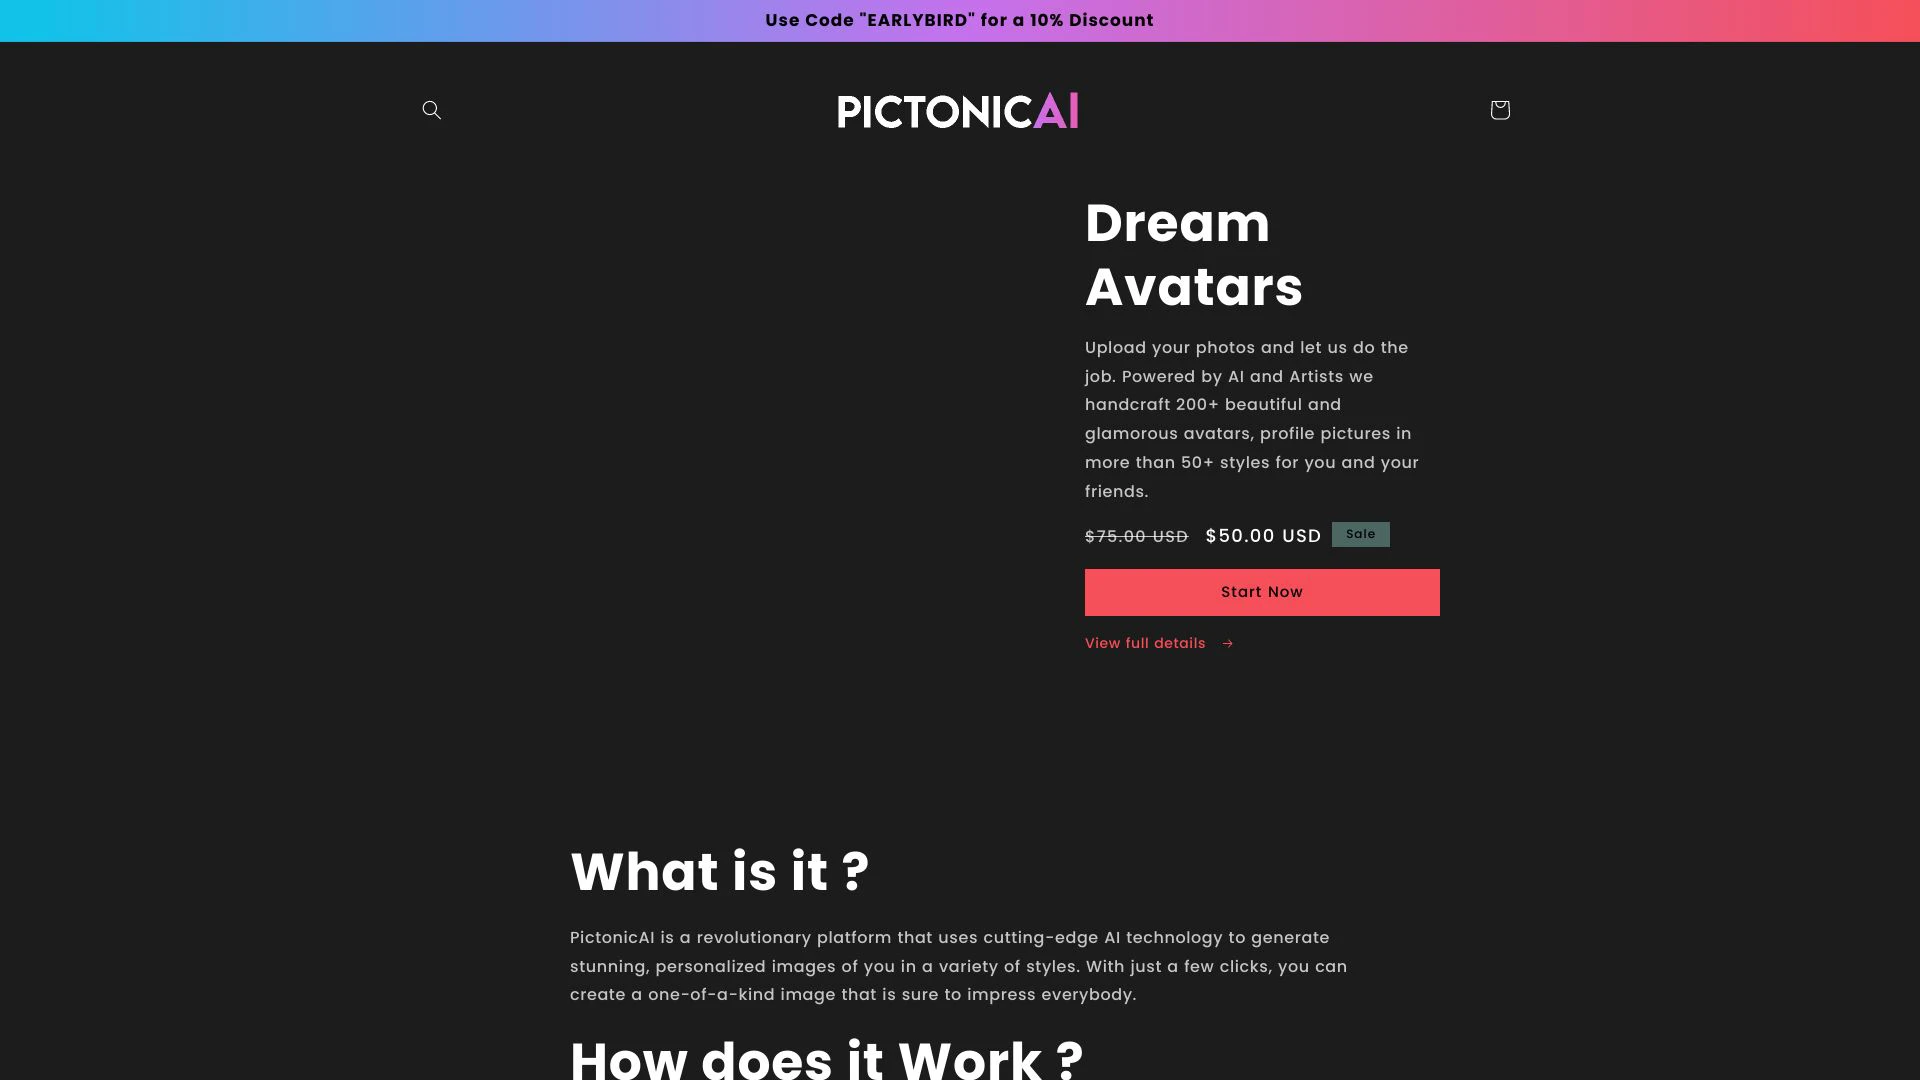 Use Code "EARLYBIRD" for a 10% Discount
PICTONICAI
Dream
Avatars
Upload your photos and let us do the
job. Powered by AI and Artists we
handcraft 200+ beautiful and
glamorous avatars, profile pictures in
more than 50+ styles for you and your
friends.
$75.00 USD $50.00 USD Sale
Start Now
View full details →
What is it ?
PictonicAI is a revolutionary platform that uses cutting-edge AI technology to generate
stunning, personalized images of you in a variety of styles. With just a few clicks, you can
create a one-of-a-kind image that is sure to impress everybody.
How does it Work ?